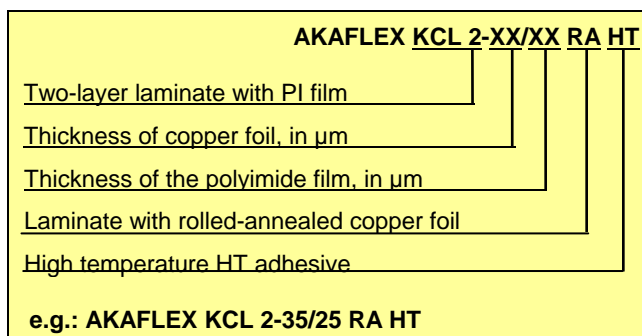 AKAFLEX KCL 2-XX/XX RA HT
Two-layer laminate with PI film
Thickness of copper foil, in µm
Thickness of the polyimide film, in µm
Laminate with rolled-annealed copper foil
High temperature HT adhesive
e.g.: AKAFLEX KCL 2-35/25 RA HT